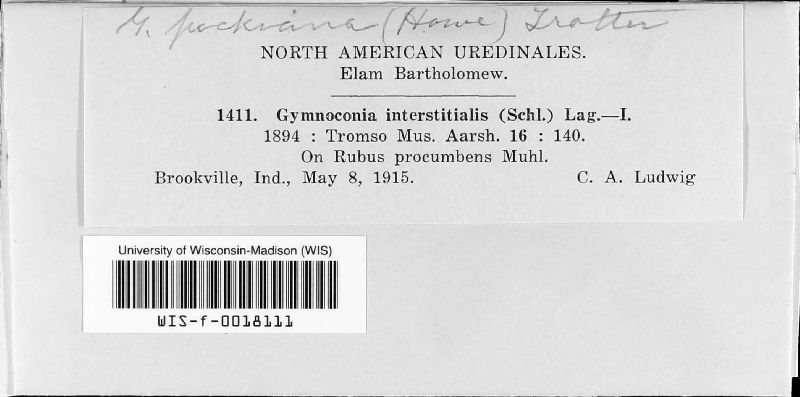 G. peckiana (Howe) Trotter
NORTH AMERICAN UREDINALES.
Elam Bartholomew.
1411. Gymnoconia interstitialis (Schl.) Lag.—I.
1894 : Tromso Mus. Aarsh. 16 : 140.
On Rubus procumbens Muhl.
Brookville, Ind., May 8, 1915. C. A. Ludwig
University of Wisconsin-Madison (WIS)
WIS-f-0018111